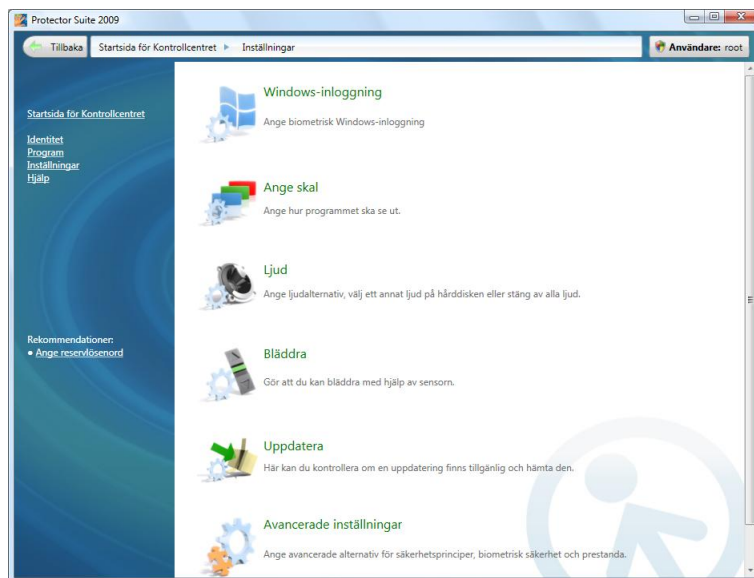 Protector Suite 2009
Tillbaka
Startsida för Kontrollcentret
Inställningar
Användare: root
Startsida för Kontrollcentret
Identitet
Program
Inställningar
Hjälp
Rekommendationer:
• Ange reservlösenord
Windows-inloggning
Ange biometrisk Windows-inloggning
Ange skal
Ange hur programmet ska se ut.
Ljud
Ange ljudalternativ, välj ett annat ljud på hårddisken eller stäng av alla ljud.
Bläddra
Gör att du kan bläddra med hjälp av sensorn.
Uppdatera
Här kan du kontrollera om en uppdatering finns tillgänlig och hämta den.
Avancerade inställningar
Ange avancerade alternativ för säkerhetsprinciper, biometrisk säkerhet och prestanda.